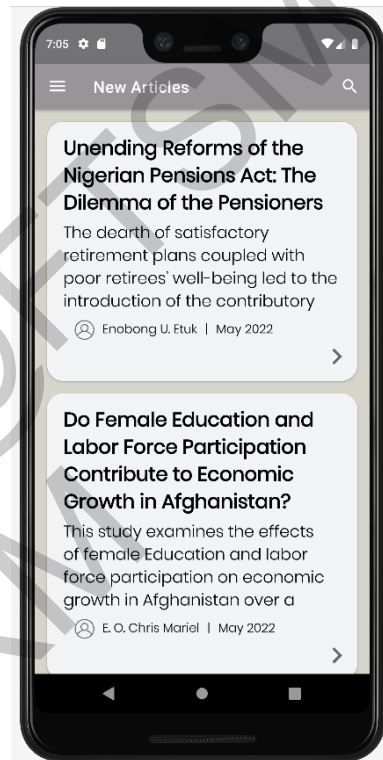 7:05
New Articles
Unending Reforms of the
Nigerian Pensions Act: The
Dilemma of the Pensioners
The dearth of satisfactory
retirement plans coupled with
poor retirees' well-being led to the
introduction of the contributory
Enobong U. Etuk | May 2022
Do Female Education and
Labor Force Participation
Contribute to Economic
Growth in Afghanistan?
This study examines the effects
of female Education and labor
force participation on economic
growth in Afghanistan over a
E. O. Chris Mariel | May 2022